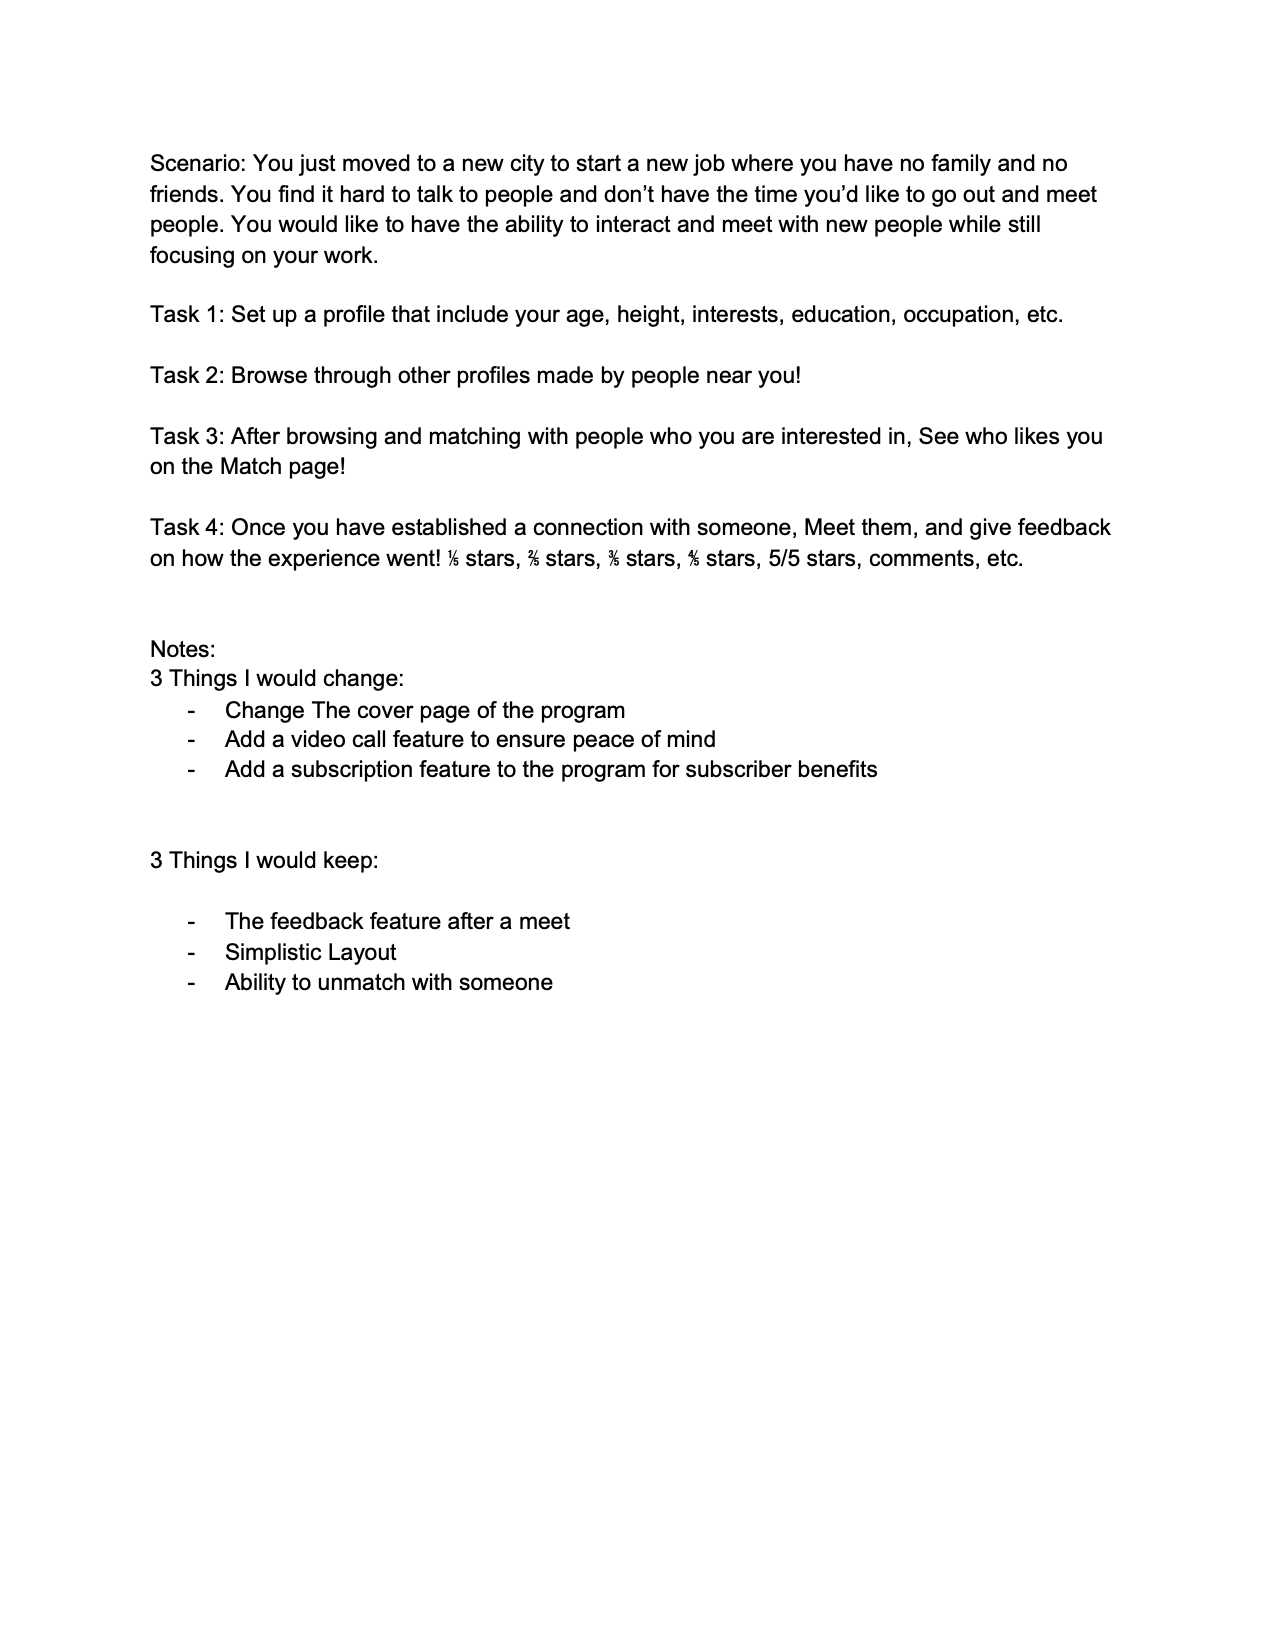 Scenario: You just moved to a new city to start a new job where you have no family and no
friends. You find it hard to talk to people and don’t have the time you’d like to go out and meet
people. You would like to have the ability to interact and meet with new people while still
focusing on your work.
Task 1: Set up a profile that include your age, height, interests, education, occupation, etc.
Task 2: Browse through other profiles made by people near you!
Task 3: After browsing and matching with people who you are interested in, See who likes you
on the Match page!
Task 4: Once you have established a connection with someone, Meet them, and give feedback
on how the experience went! ⅕ stars, ⅖ stars, ⅗ stars, ⅘ stars, 5/5 stars, comments, etc.
Notes:
3 Things I would change:
- Change The cover page of the program
- Add a video call feature to ensure peace of mind
- Add a subscription feature to the program for subscriber benefits
3 Things I would keep:
- The feedback feature after a meet
- Simplistic Layout
- Ability to unmatch with someone